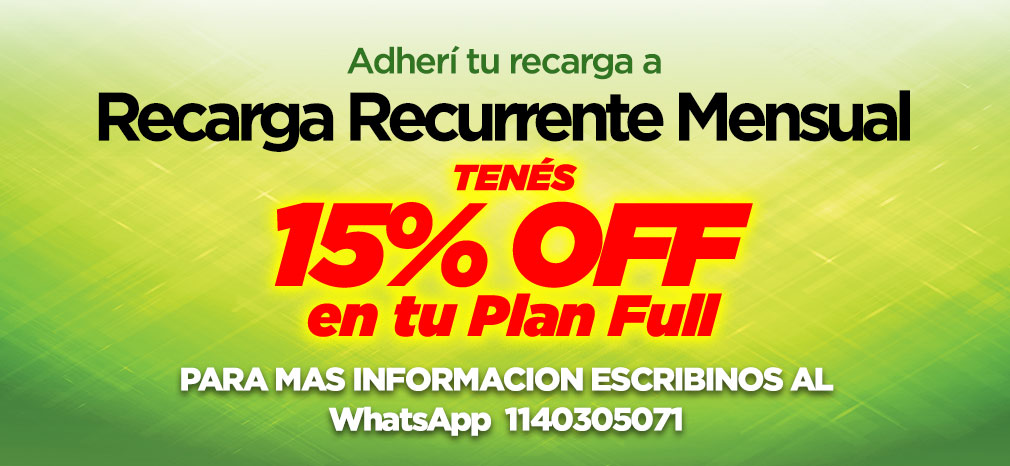 Adherí tu recarga a
Recarga Recurrente Mensual
TENÉS
15% OFF
en tu Plan Full
PARA MAS INFORMACION ESCRIBINOS AL
WhatsApp 1140305071